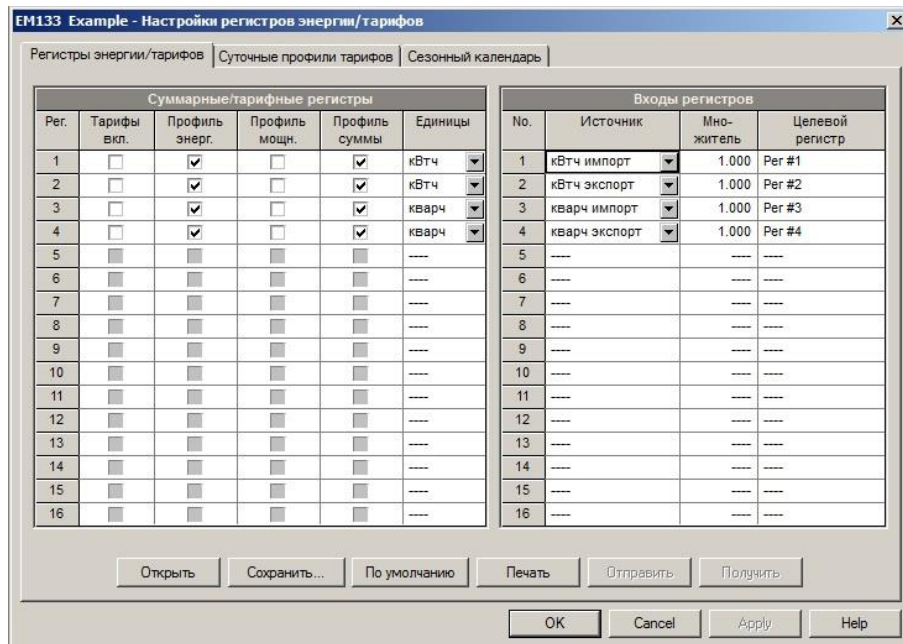 EM133 Example - Настройки регистров энергии/тарифов
Регистры энергии/тарифов Суточные профили тарифов Сезонный календарь
Суммарные/тарифные регистры Входы регистров
Рег. Тарифы вкл. Профиль энерг. Профиль мощн. Профиль суммы Единицы No. Источник Мно-житель Целевой регистр
1 кВтч 1 кВтч импорт 1.000 Рег #1
2 кВтч 2 кВтч экспорт 1.000 Рег #2
3 кварч 3 кварч импорт 1.000 Рег #3
4 кварч 4 кварч экспорт 1.000 Рег #4
5 ---- 5 ---- ---- ----
6 ---- 6 ---- ---- ----
7 ---- 7 ---- ---- ----
8 ---- 8 ---- ---- ----
9 ---- 9 ---- ---- ----
10 ---- 10 ---- ---- ----
11 ---- 11 ---- ---- ----
12 ---- 12 ---- ---- ----
13 ---- 13 ---- ---- ----
14 ---- 14 ---- ---- ----
15 ---- 15 ---- ---- ----
16 ---- 16 ---- ---- ----
Открыть Сохранить... По умолчанию Печать Отправить Получить
OK Cancel Apply Help